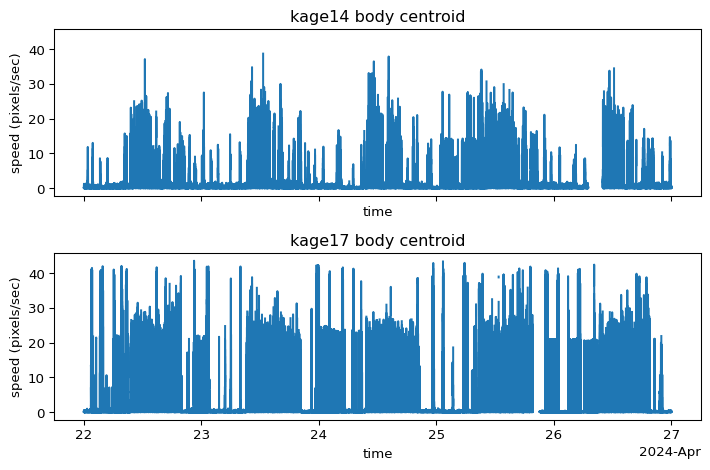 kage14 body centroid
40
30
20
10
0
speed (pixels/sec)
time
kage17 body centroid
40
30
20
10
0
speed (pixels/sec)
22 23 24 25 26 27
time
2024-Apr